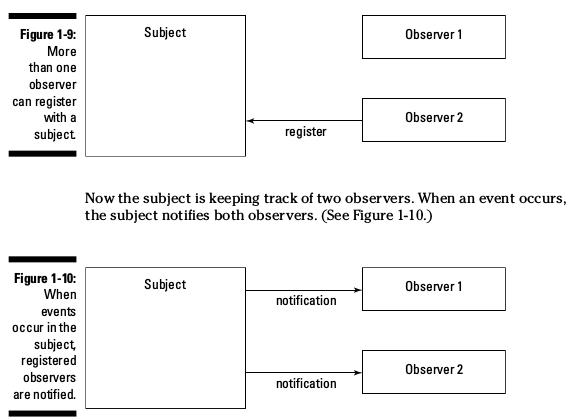 Figure 1-9:
More
than one
observer
can register
with a
subject.
Subject
Observer 1
Observer 2
register
Now the subject is keeping track of two observers. When an event occurs,
the subject notifies both observers. (See Figure 1-10.)
Figure 1-10:
When
events
occur in the
subject,
registered
observers
are notified.
Subject
Observer 1
notification
Observer 2
notification